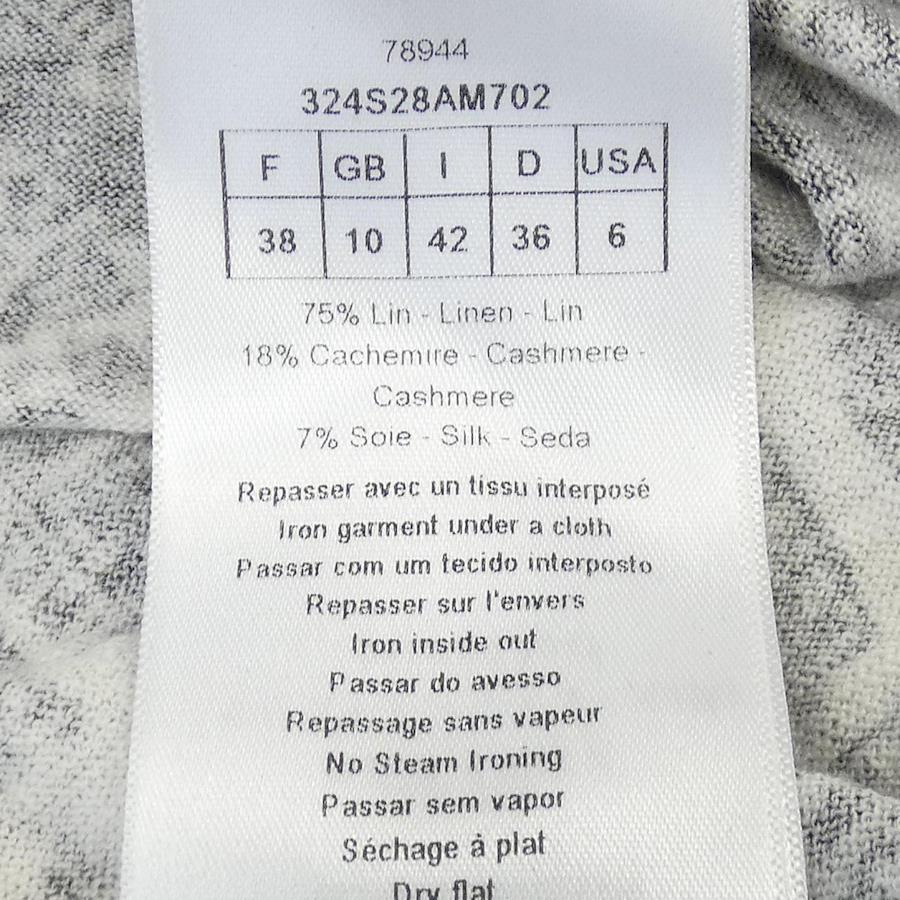 78944
324S28AM702
F GB I D USA
38 10 42 36 6
75% Lin - Linen - Lin
18% Cachemire - Cashmere -
Cashmere
7% Soie - Silk - Seda
Repasser avec un tissu interposé
Iron garment under a cloth
Passar com um tecido interposto
Repasser sur l'envers
Iron inside out
Passar do avesso
Repassage sans vapeur
No Steam Ironing
Passar sem vapor
Séchage à plat
Dry flat